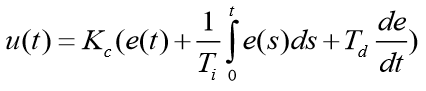 u(t) = K_c (e(t) + \frac{1}{T_i} \int_0^t e(s)ds + T_d \frac{de}{dt})